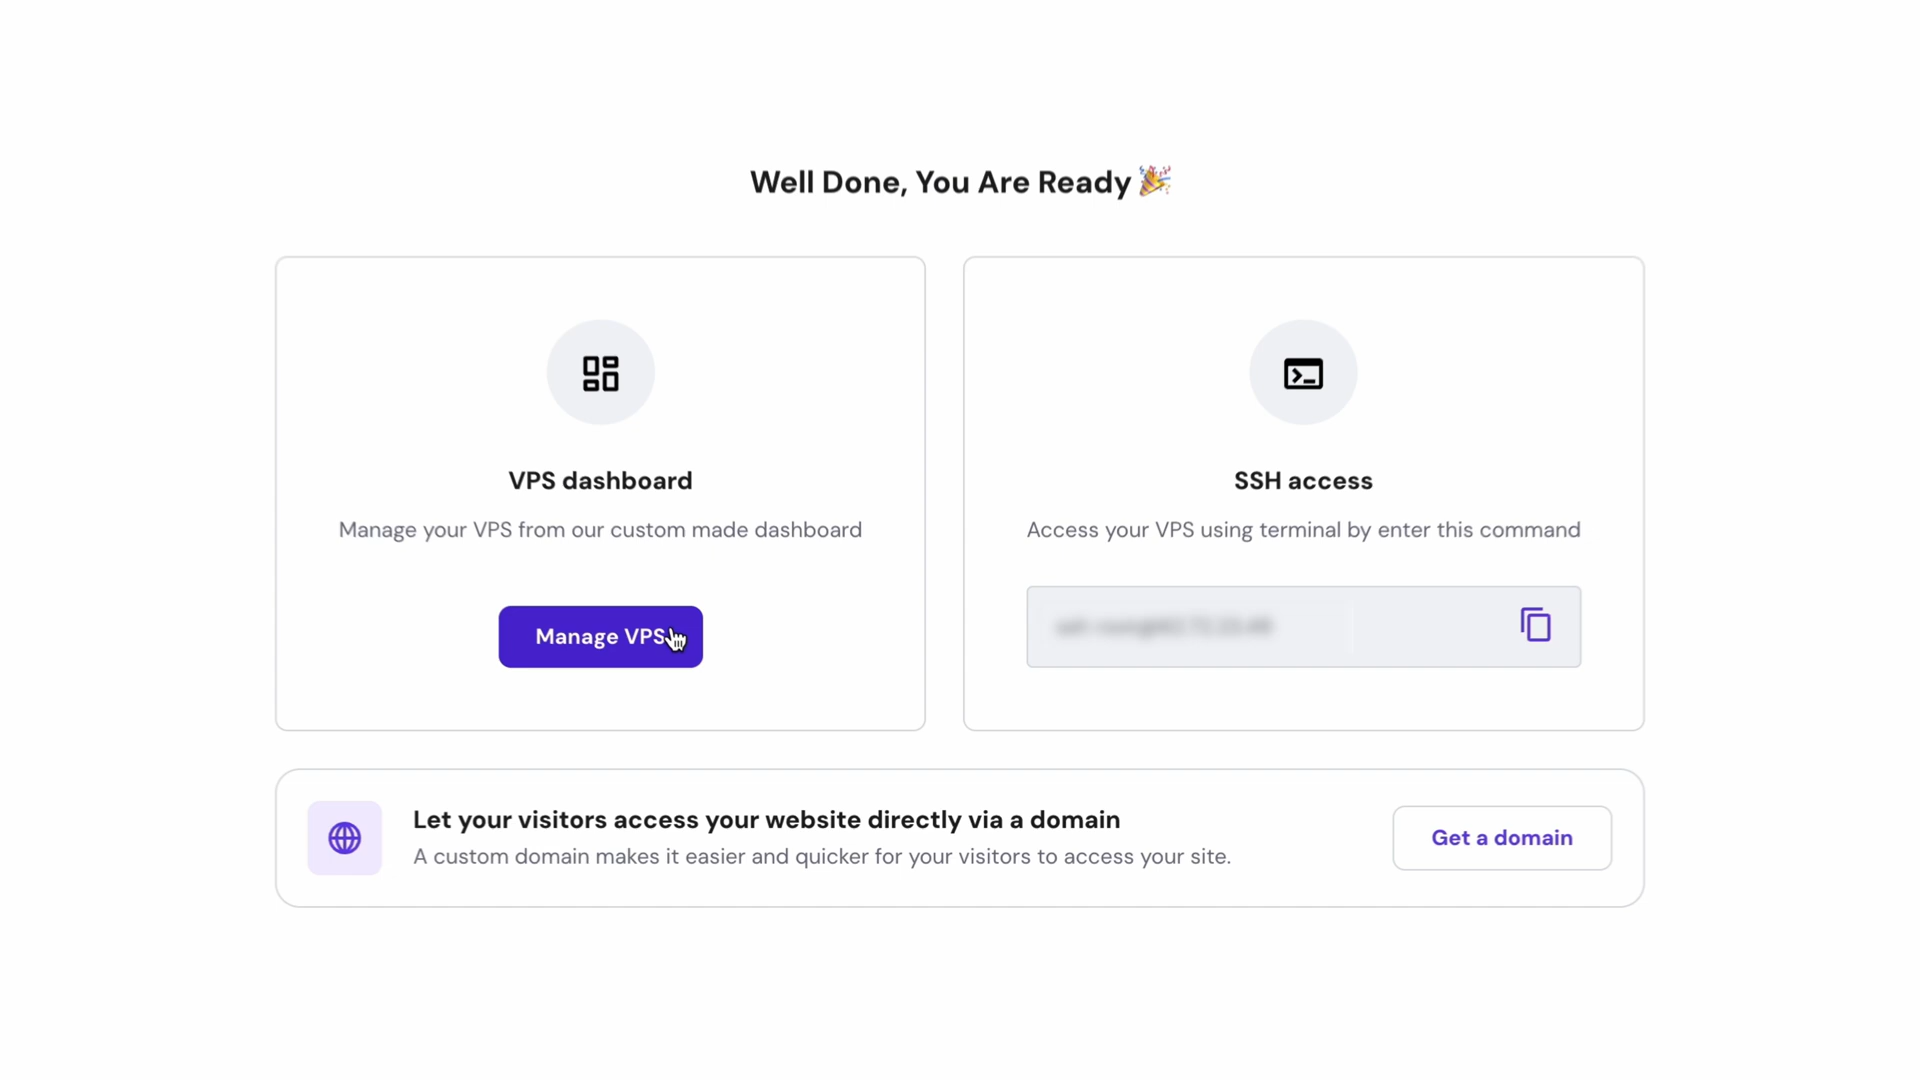 Well Done, You Are Ready 🎉
VPS dashboard
Manage your VPS from our custom made dashboard
Manage VPS
SSH access
Access your VPS using terminal by enter this command
Let your visitors access your website directly via a domain
A custom domain makes it easier and quicker for your visitors to access your site.
Get a domain